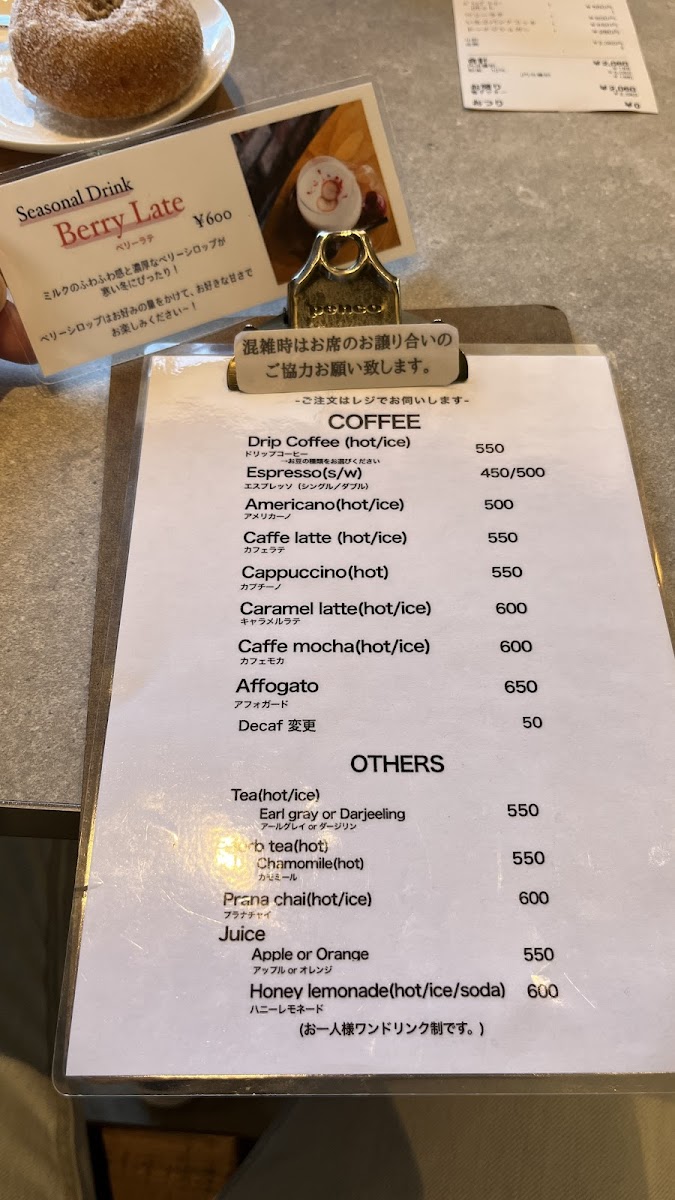 Seasonal Drink
Berry Late
ベリーラテ
¥600
ミルクのふわふわ感と濃厚なベリーシロップが
寒い冬にぴったり！
ベリーシロップはお好みの量をかけて、お好きな甘さで
お楽しみください～！
penco
混雑時はお席のお譲り合いの
ご協力お願い致します。
-ご注文はレジでお伺いします-
COFFEE
Drip Coffee (hot/ice) 550
ドリップコーヒー
→お豆の種類をお選びください
Espresso(s/w) 450/500
エスプレッソ（シングル／ダブル）
Americano(hot/ice) 500
アメリカーノ
Caffe latte (hot/ice) 550
カフェラテ
Cappuccino(hot) 550
カプチーノ
Caramel latte(hot/ice) 600
キャラメルラテ
Caffe mocha(hot/ice) 600
カフェモカ
Affogato 650
アフォガード
Decaf 変更 50
OTHERS
Tea(hot/ice)
Earl gray or Darjeeling 550
アールグレイ or ダージリン
Herb tea(hot)
Chamomile(hot) 550
カモミール
Prana chai(hot/ice) 600
プラナチャイ
Juice
Apple or Orange 550
アップル or オレンジ
Honey lemonade(hot/ice/soda) 600
ハニーレモネード
(お一人様ワンドリンク制です。)